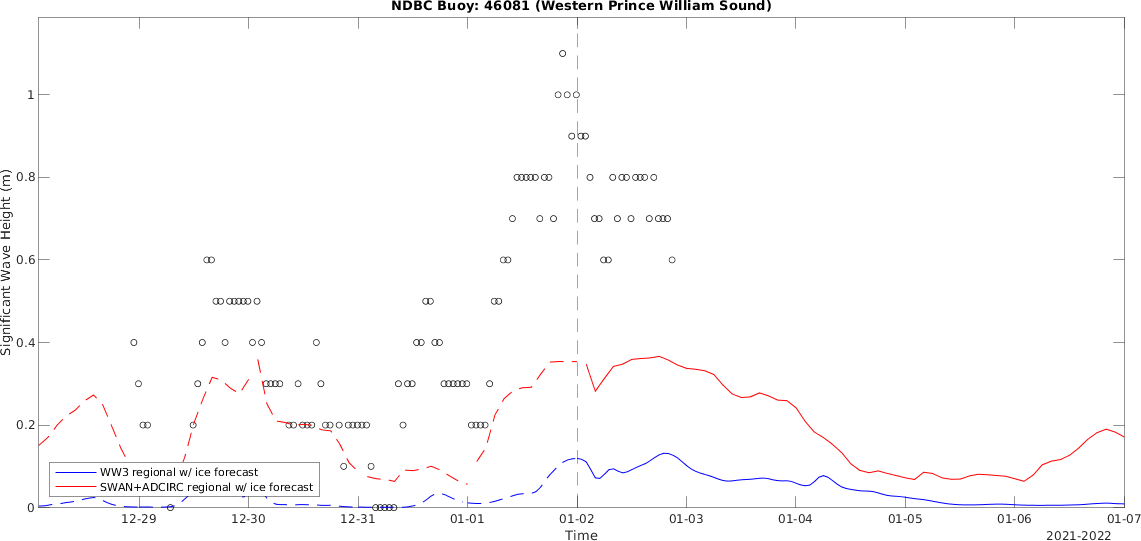 NDBC Buoy: 46081 (Western Prince William Sound)
Significant Wave Height (m)
1
0.8
0.6
0.4
0.2
0
WW3 regional w/ ice forecast
SWAN+ADCIRC regional w/ ice forecast
12-29 12-30 12-31 01-01 01-02 01-03 01-04 01-05 01-06 01-07
Time
2021-2022